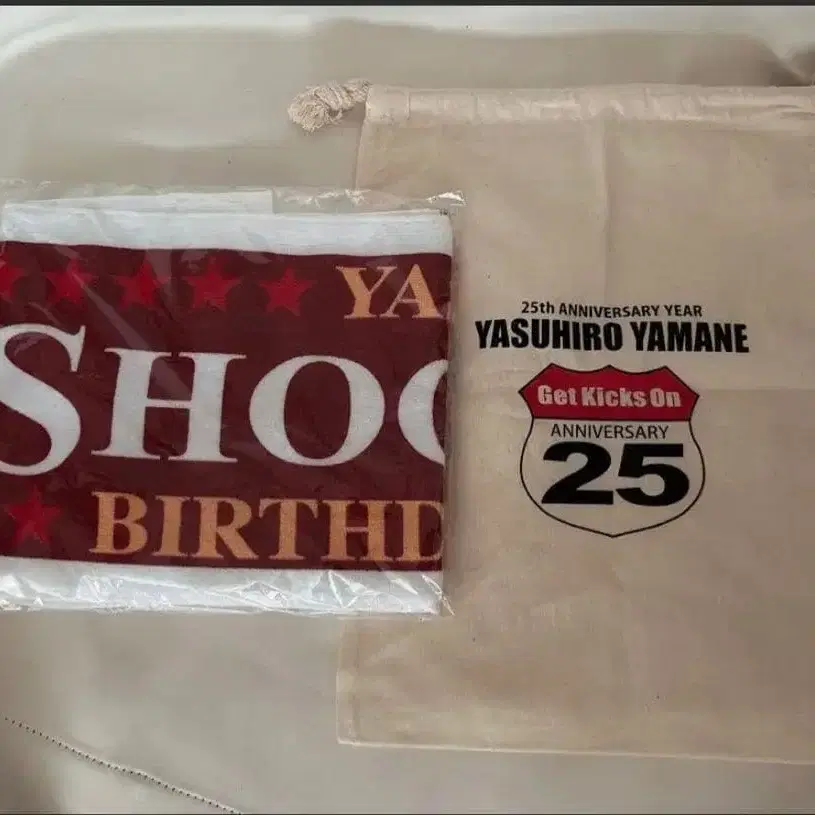 YA
SHOO
BIRTHD
25th ANNIVERSARY YEAR
YASUHIRO YAMANE
Get Kicks On
ANNIVERSARY
25